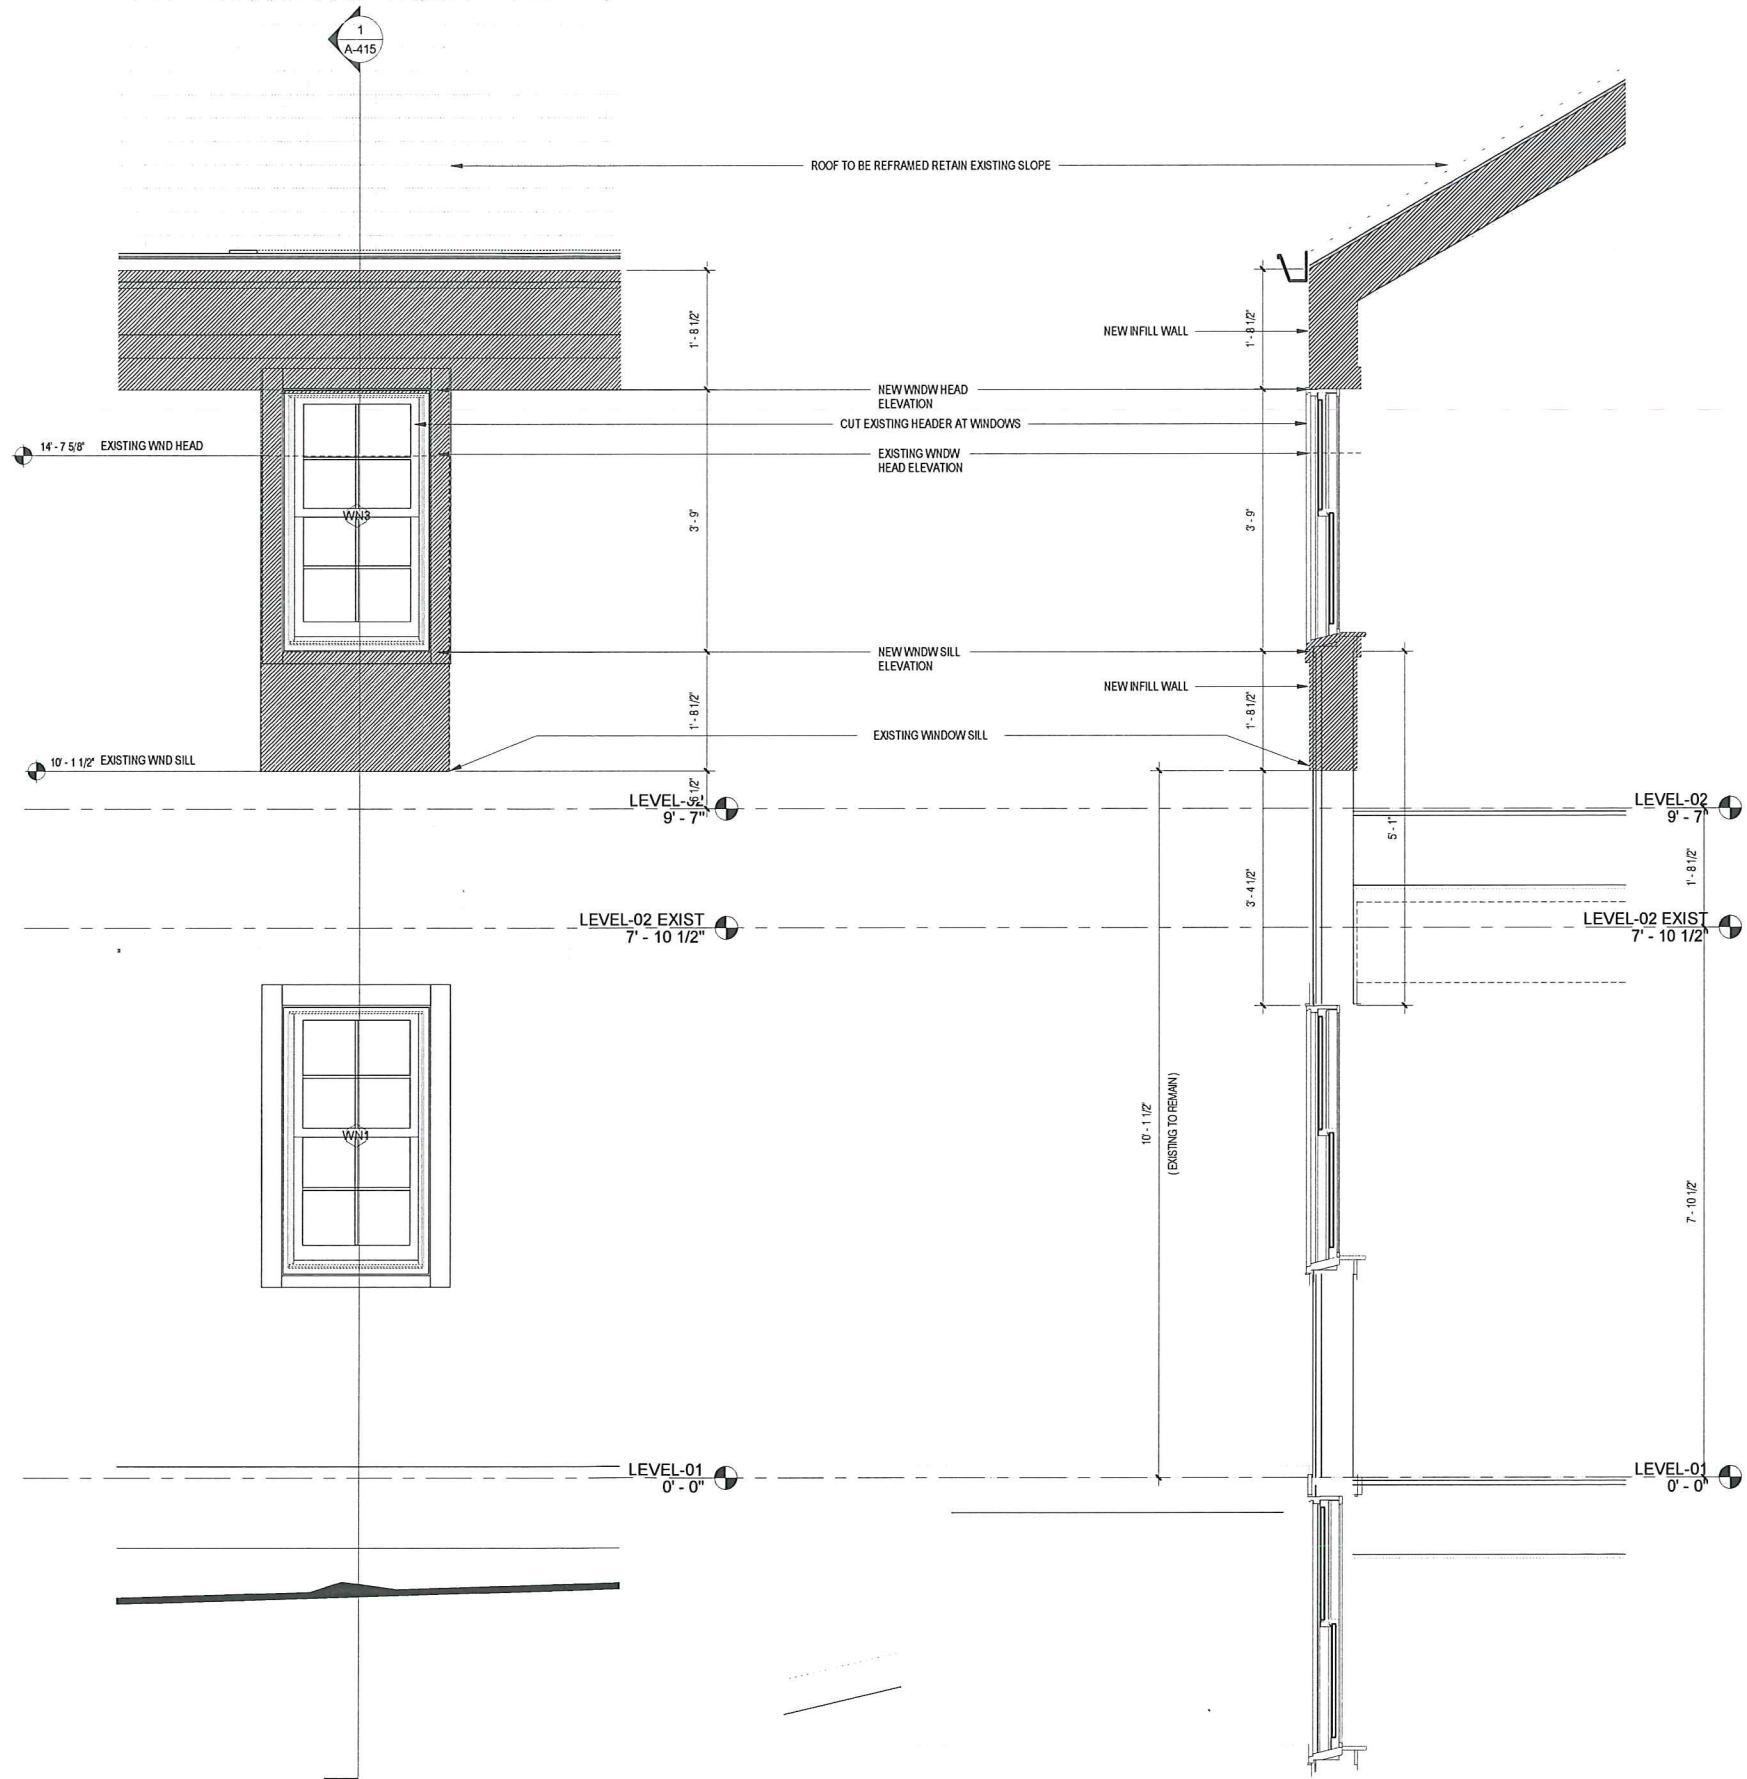 1
A-415
ROOF TO BE REFRAMED RETAIN EXISTING SLOPE
1' - 8 1/2"
NEW INFILL WALL
1' - 8 1/2"
NEW WNDW HEAD
ELEVATION
CUT EXISTING HEADER AT WINDOWS
14' - 7 5/8" EXISTING WND HEAD
EXISTING WNDW
HEAD ELEVATION
WN3
3' - 9"
3' - 9"
NEW WNDW SILL
ELEVATION
NEW INFILL WALL
1' - 8 1/2"
1' - 8 1/2"
EXISTING WINDOW SILL
10' - 1 1/2" EXISTING WND SILL
6 1/2"
LEVEL-02
9' - 7"
LEVEL-02
9' - 7"
5' - 1"
1' - 8 1/2"
3' - 4 1/2"
LEVEL-02 EXIST
7' - 10 1/2"
LEVEL-02 EXIST
7' - 10 1/2"
WN1
10' - 1 1/2"
( EXISTING TO REMAIN )
7' - 10 1/2"
LEVEL-01
0' - 0"
LEVEL-01
0' - 0"